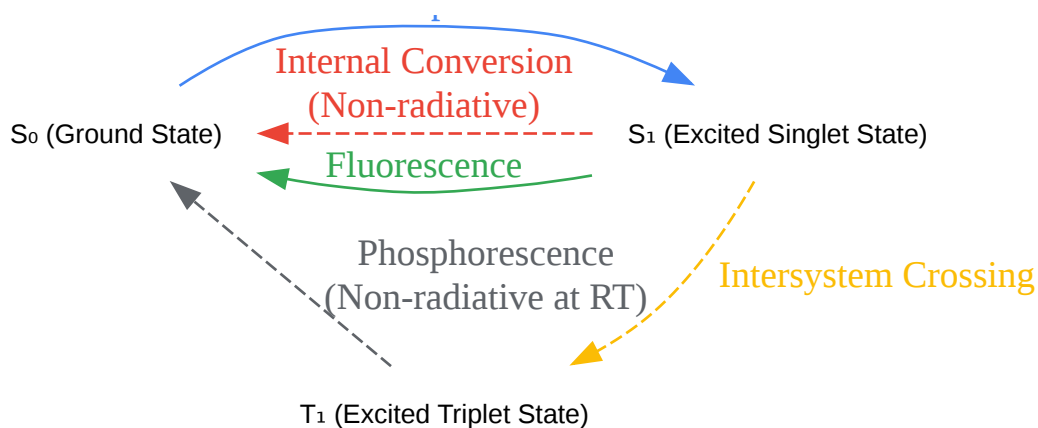 Internal Conversion
(Non-radiative)
S₀ (Ground State)
S₁ (Excited Singlet State)
Fluorescence
Phosphorescence
(Non-radiative at RT)
Intersystem Crossing
T₁ (Excited Triplet State)